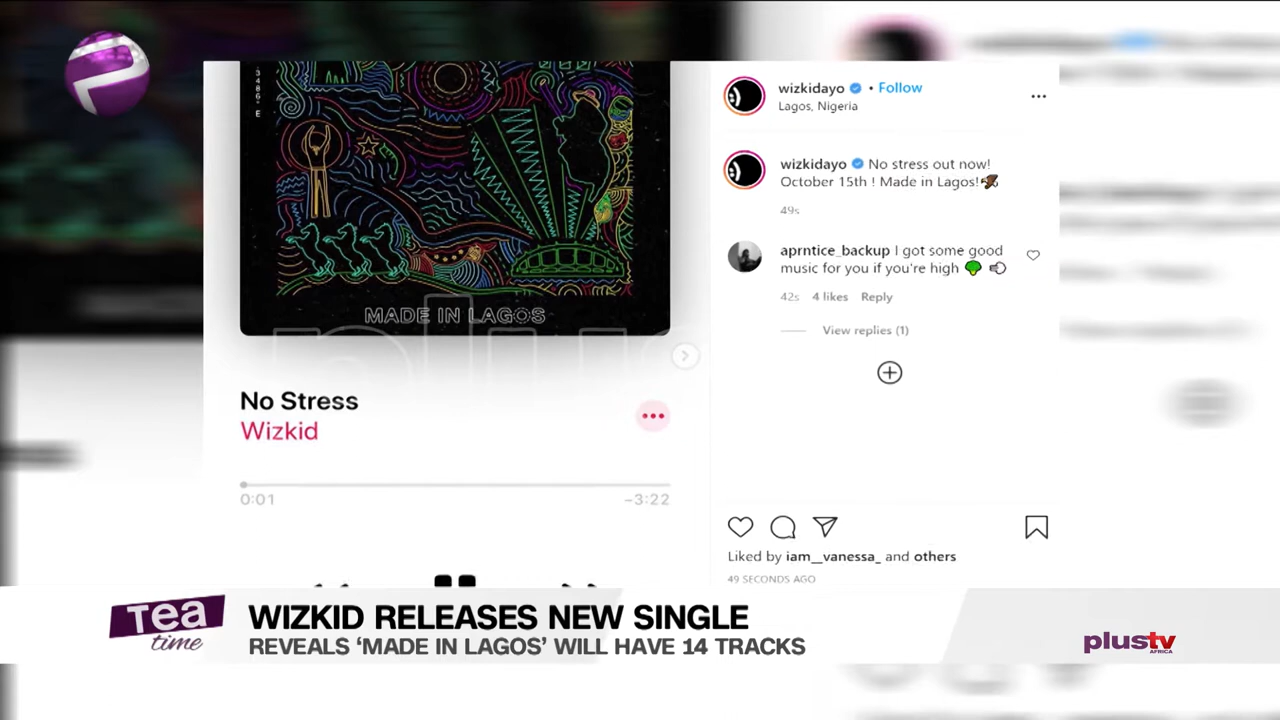 3486° E
MADE IN LAGOS
No Stress
Wizkid
0:01
-3:22
wizkidayo • Follow
Lagos, Nigeria
wizkidayo No stress out now!
October 15th ! Made in Lagos!🦅
49s
aprntice_backup I got some good
music for you if you're high 🥦 💨
42s 4 likes Reply
View replies (1)
Liked by iam__vanessa_ and others
49 SECONDS AGO
Tea
time
WIZKID RELEASES NEW SINGLE
REVEALS ‘MADE IN LAGOS’ WILL HAVE 14 TRACKS
plustv
AFRICA